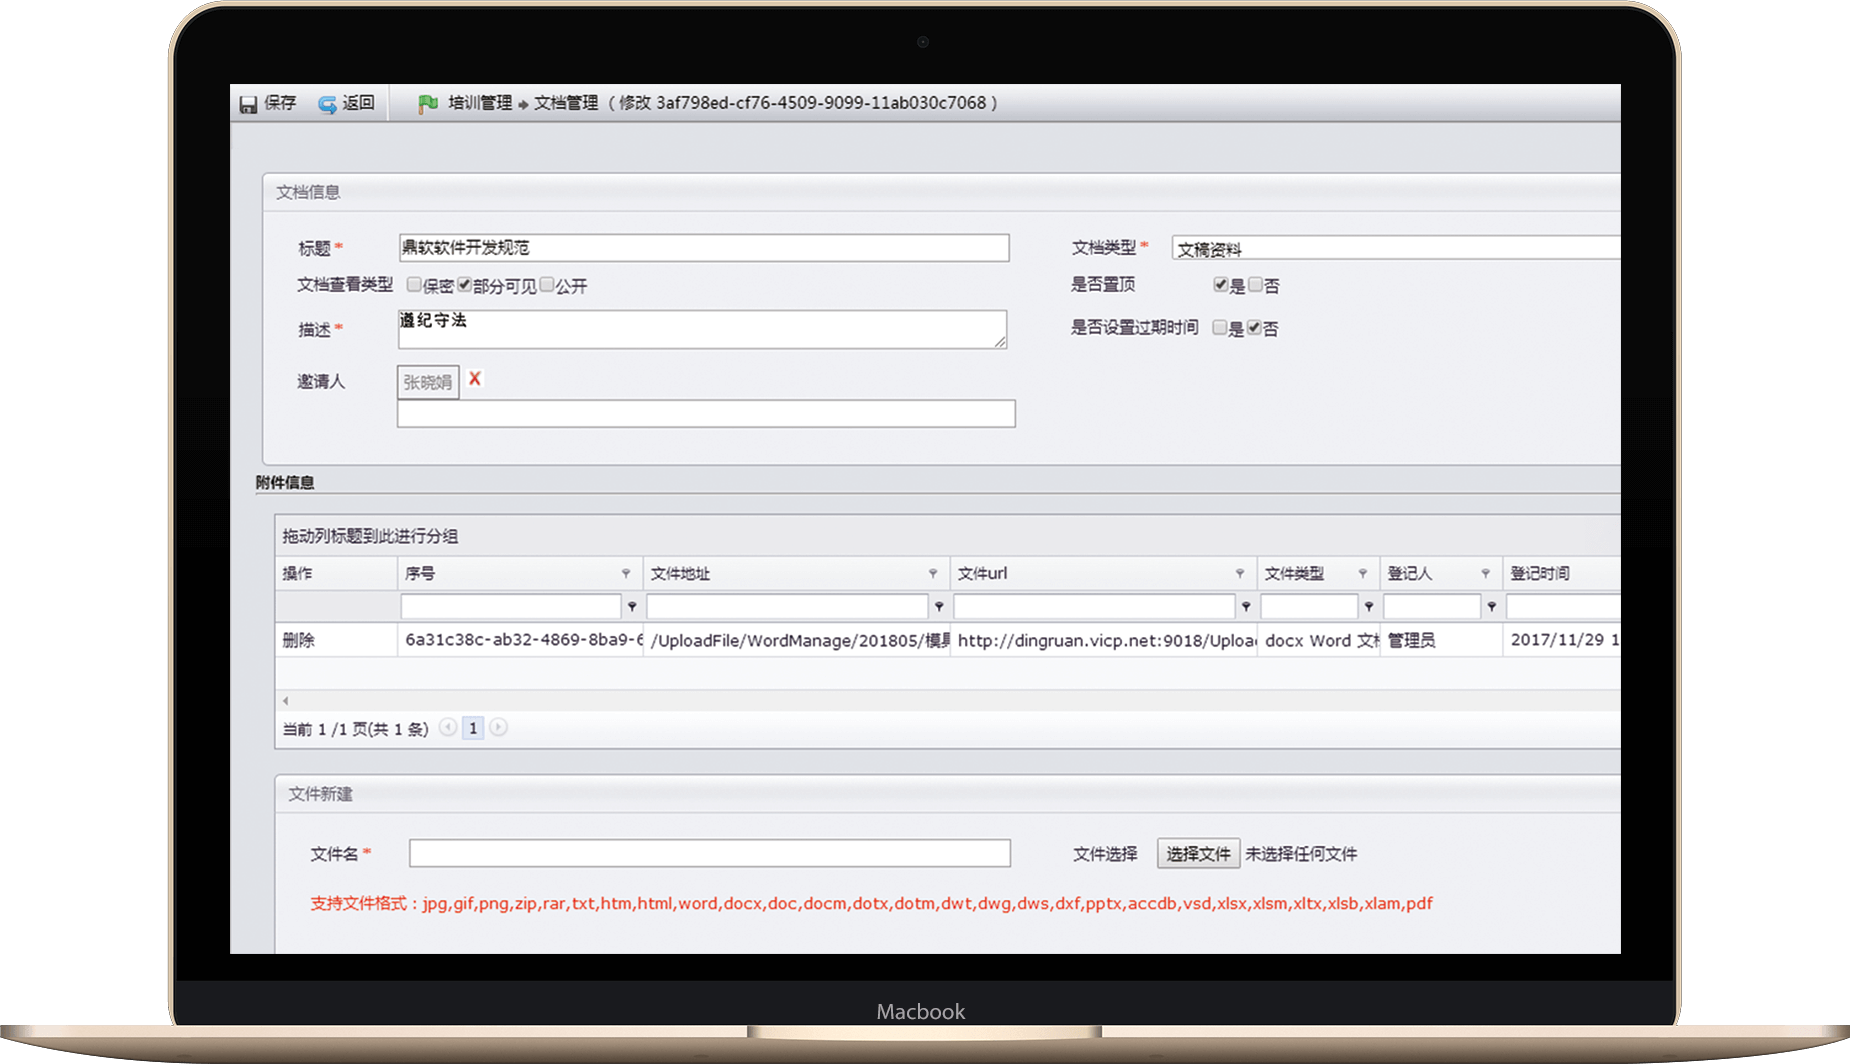 保存 返回 培训管理 文档管理 ( 修改 3af798ed-cf76-4509-9099-11ab030c7068 )
文档信息
标题* 鼎软软件开发规范 文档类型* 文稿资料
文档查看类型 保密 部分可见 公开 是否置顶 是 否
描述* 遵纪守法 是否设置过期时间 是 否
邀请人 张晓娟 X
附件信息
拖动列标题到此进行分组
操作 序号 文件地址 文件url 文件类型 登记人 登记时间
删除 6a31c38c-ab32-4869-8ba9-6 /UploadFile/WordManage/201805/模具 http://dingruan.vicp.net:9018/Uploa docx Word 文档 管理员 2017/11/29 1
当前 1 /1 页(共 1 条) 1
文件新建
文件名* 文件选择 选择文件 未选择任何文件
支持文件格式：jpg,gif,png,zip,rar,txt,htm,html,word,docx,doc,docm,dotx,dotm,dwt,dwg,dws,dxf,pptx,accdb,vsd,xlsx,xlsm,xltx,xlsb,xlam,pdf
Macbook